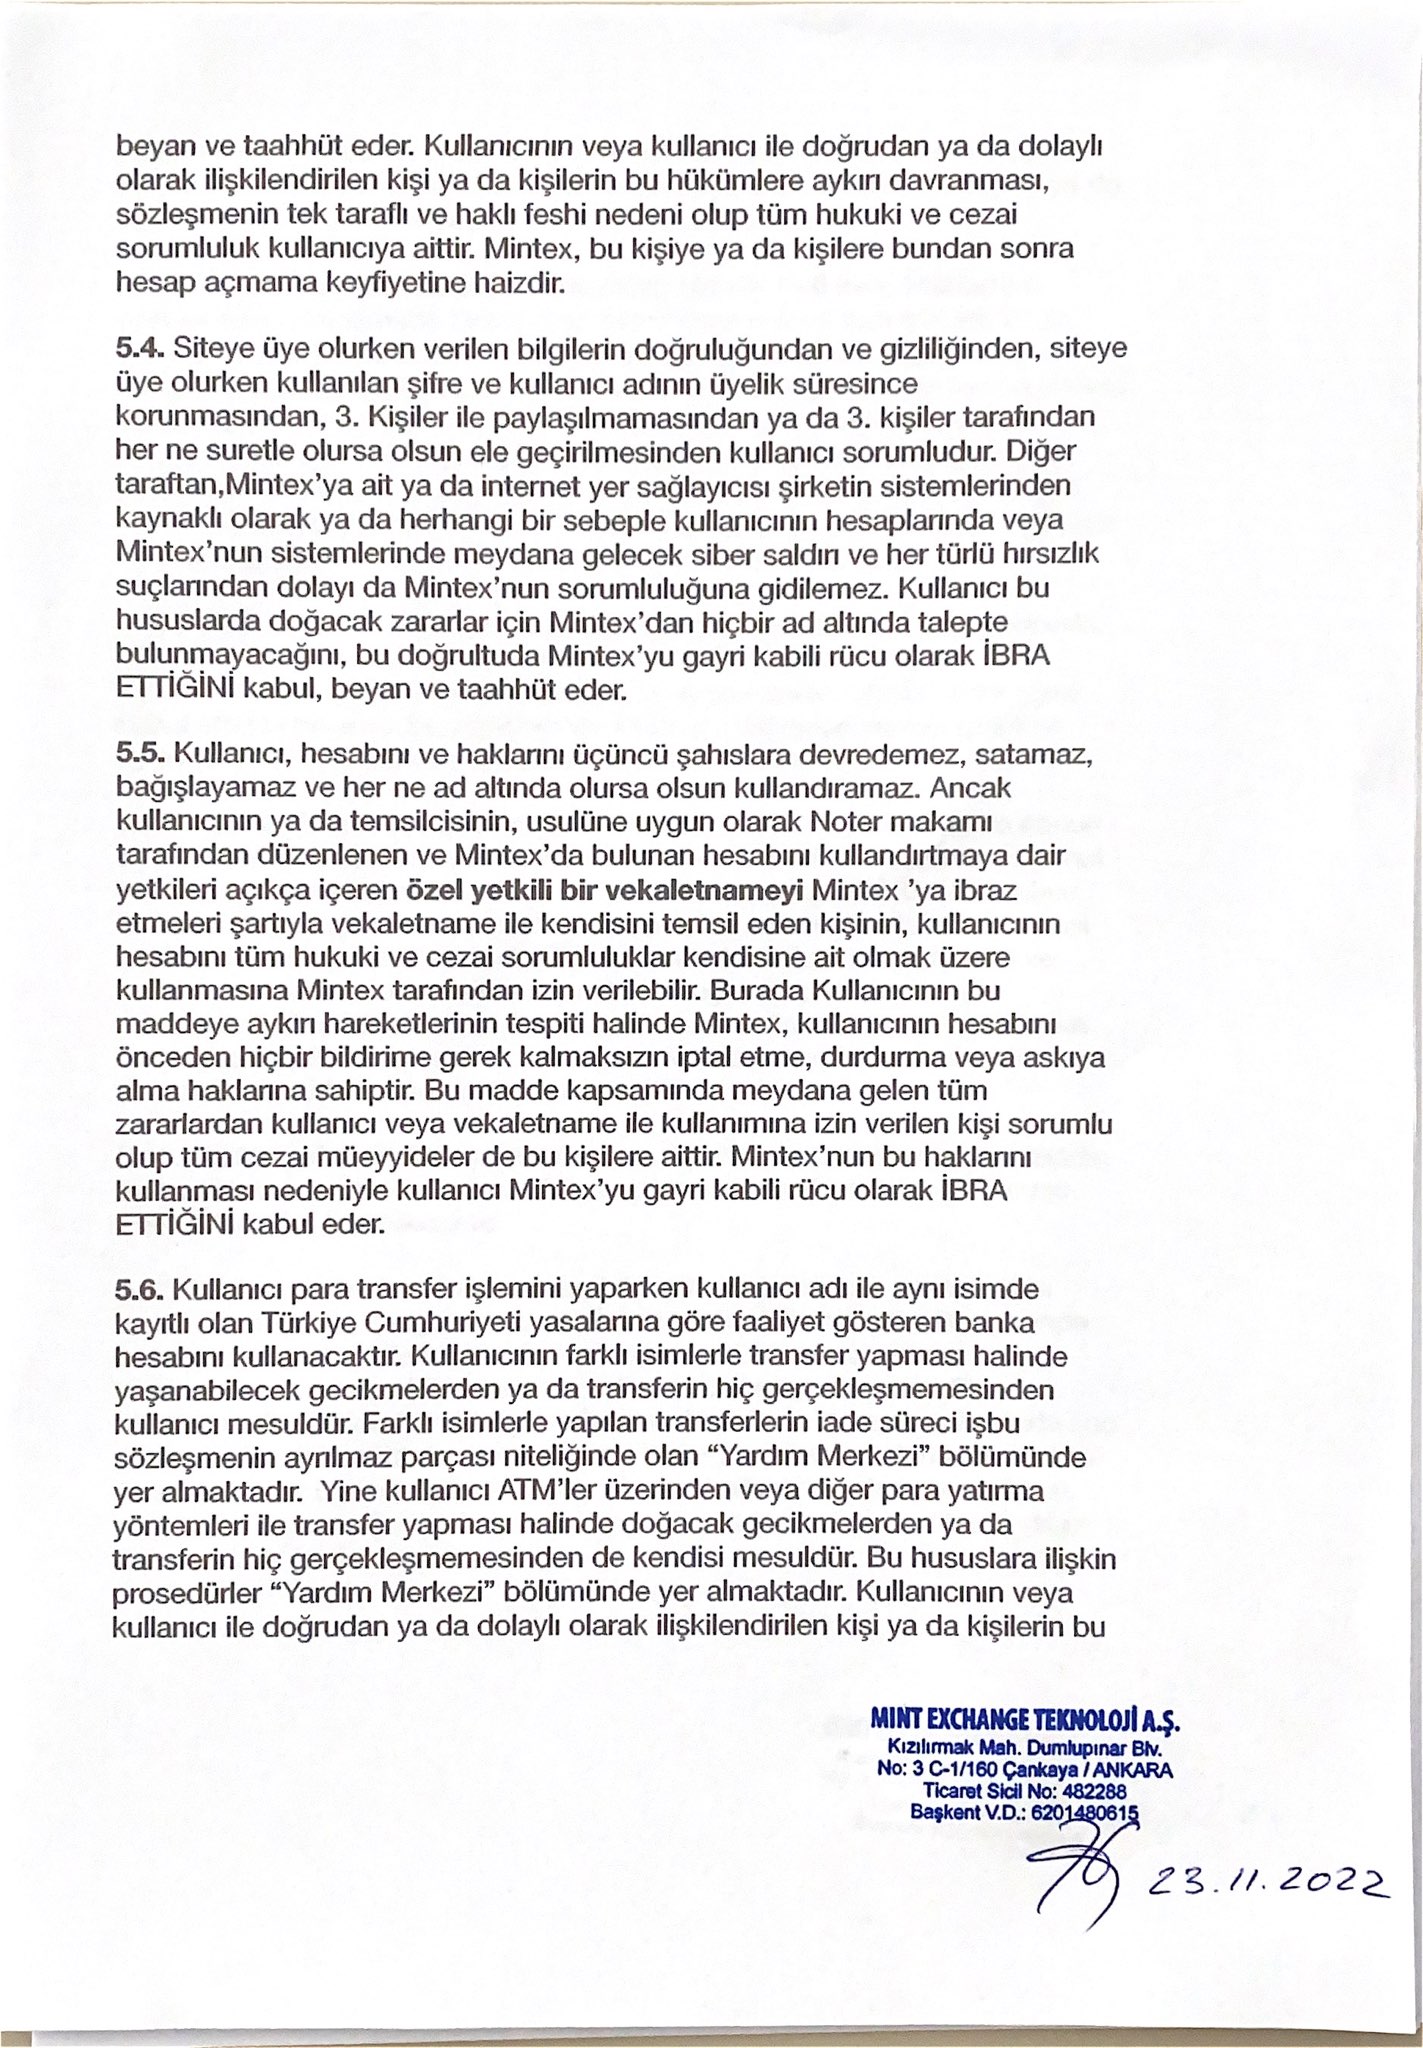 beyan ve taahhüt eder. Kullanıcının veya kullanıcı ile doğrudan ya da dolaylı
olarak ilişkilendirilen kişi ya da kişilerin bu hükümlere aykırı davranması,
sözleşmenin tek taraflı ve haklı feshi nedeni olup tüm hukuki ve cezai
sorumluluk kullanıcıya aittir. Mintex, bu kişiye ya da kişilere bundan sonra
hesap açmama keyfiyetine haizdir.
5.4. Siteye üye olurken verilen bilgilerin doğruluğundan ve gizliliğinden, siteye
üye olurken kullanılan şifre ve kullanıcı adının üyelik süresince
korunmasından, 3. Kişiler ile paylaşılmamasından ya da 3. kişiler tarafından
her ne suretle olursa olsun ele geçirilmesinden kullanıcı sorumludur. Diğer
taraftan,Mintex'ya ait ya da internet yer sağlayıcısı şirketin sistemlerinden
kaynaklı olarak ya da herhangi bir sebeple kullanıcının hesaplarında veya
Mintex'nun sistemlerinde meydana gelecek siber saldırı ve her türlü hırsızlık
suçlarından dolayı da Mintex'nun sorumluluğuna gidilemez. Kullanıcı bu
hususlarda doğacak zararlar için Mintex'dan hiçbir ad altında talepte
bulunmayacağını, bu doğrultuda Mintex'yu gayri kabili rücu olarak İBRA
ETTİĞİNİ kabul, beyan ve taahhüt eder.
5.5. Kullanıcı, hesabını ve haklarını üçüncü şahıslara devredemez, satamaz,
bağışlayamaz ve her ne ad altında olursa olsun kullandıramaz. Ancak
kullanıcının ya da temsilcisinin, usulüne uygun olarak Noter makamı
tarafından düzenlenen ve Mintex'da bulunan hesabını kullandırtmaya dair
yetkileri açıkça içeren özel yetkili bir vekaletnameyi Mintex 'ya ibraz
etmeleri şartıyla vekaletname ile kendisini temsil eden kişinin, kullanıcının
hesabını tüm hukuki ve cezai sorumluluklar kendisine ait olmak üzere
kullanmasına Mintex tarafından izin verilebilir. Burada Kullanıcının bu
maddeye aykırı hareketlerinin tespiti halinde Mintex, kullanıcının hesabını
önceden hiçbir bildirime gerek kalmaksızın iptal etme, durdurma veya askıya
alma haklarına sahiptir. Bu madde kapsamında meydana gelen tüm
zararlardan kullanıcı veya vekaletname ile kullanımına izin verilen kişi sorumlu
olup tüm cezai müeyyideler de bu kişilere aittir. Mintex'nun bu haklarını
kullanması nedeniyle kullanıcı Mintex'yu gayri kabili rücu olarak İBRA
ETTİĞİNİ kabul eder.
5.6. Kullanıcı para transfer işlemini yaparken kullanıcı adı ile aynı isimde
kayıtlı olan Türkiye Cumhuriyeti yasalarına göre faaliyet gösteren banka
hesabını kullanacaktır. Kullanıcının farklı isimlerle transfer yapması halinde
yaşanabilecek gecikmelerden ya da transferin hiç gerçekleşmemesinden
kullanıcı mesuldür. Farklı isimlerle yapılan transferlerin iade süreci işbu
sözleşmenin ayrılmaz parçası niteliğinde olan "Yardım Merkezi" bölümünde
yer almaktadır. Yine kullanıcı ATM'ler üzerinden veya diğer para yatırma
yöntemleri ile transfer yapması halinde doğacak gecikmelerden ya da
transferin hiç gerçekleşmemesinden de kendisi mesuldür. Bu hususlara ilişkin
prosedürler "Yardım Merkezi" bölümünde yer almaktadır. Kullanıcının veya
kullanıcı ile doğrudan ya da dolaylı olarak ilişkilendirilen kişi ya da kişilerin bu
MINT EXCHANGE TEKNOLOJİ A.Ş.
Kızılırmak Mah. Dumlupınar Blv.
No: 3 C-1/160 Çankaya / ANKARA
Ticaret Sicil No: 482288
Başkent V.D.: 6201480615
23.11.2022